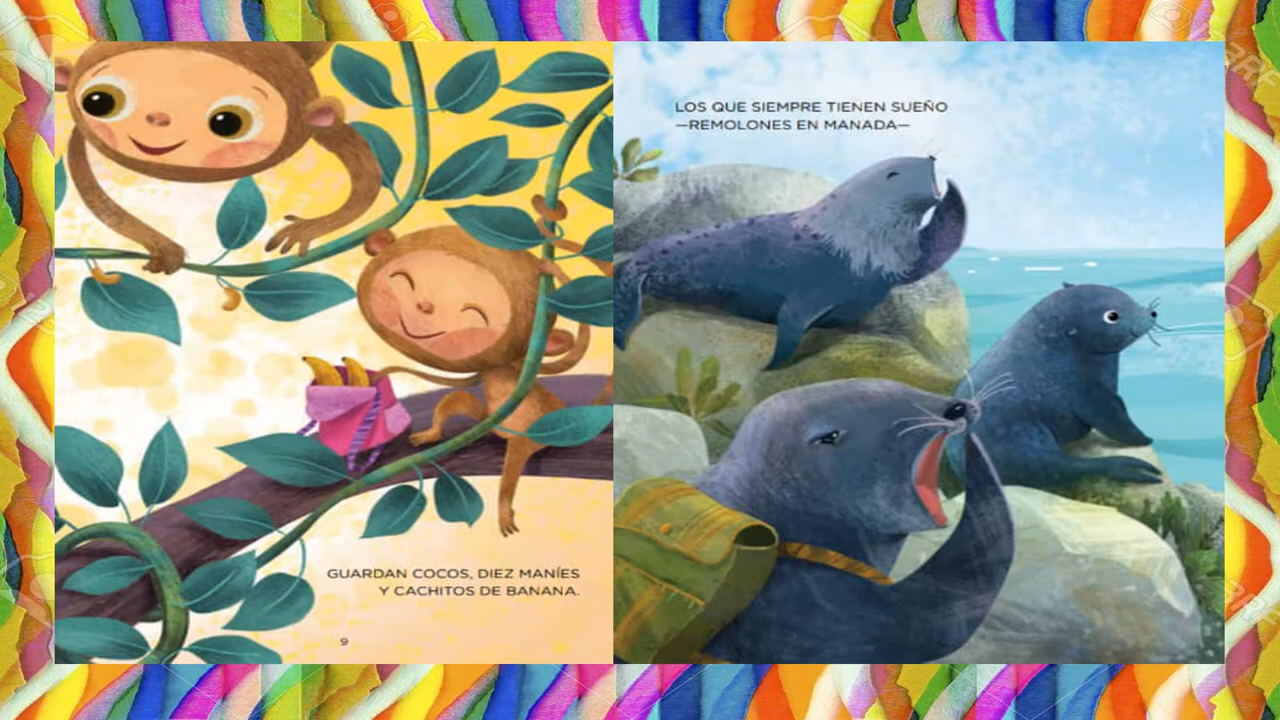 GUARDAN COCOS, DIEZ MANÍES
Y CACHITOS DE BANANA.
9
LOS QUE SIEMPRE TIENEN SUEÑO
—REMOLONES EN MANADA—